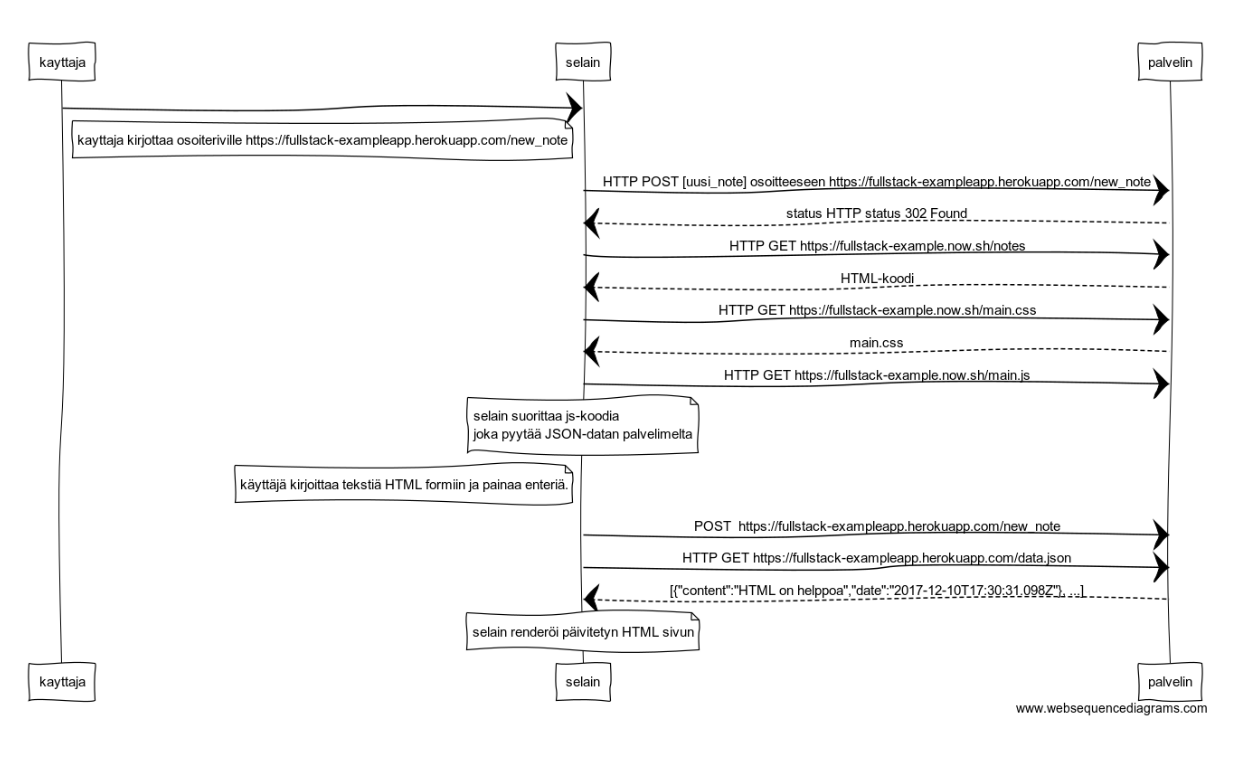 kayttaja
selain
palvelin
kayttaja kirjottaa osoiteriville https://fullstack-exampleapp.herokuapp.com/new_note
HTTP POST [uusi_note] osoitteeseen https://fullstack-exampleapp.herokuapp.com/new_note
status HTTP status 302 Found
HTTP GET https://fullstack-example.now.sh/notes
HTML-koodi
HTTP GET https://fullstack-example.now.sh/main.css
main.css
HTTP GET https://fullstack-example.now.sh/main.js
selain suorittaa js-koodia
joka pyytää JSON-datan palvelimelta
käyttäjä kirjoittaa tekstiä HTML formiin ja painaa enteriä.
POST  https://fullstack-exampleapp.herokuapp.com/new_note
HTTP GET https://fullstack-exampleapp.herokuapp.com/data.json
[{"content":"HTML on helppoa","date":"2017-12-10T17:30:31.098Z"}, ...]
selain renderöi päivitetyn HTML sivun
kayttaja
selain
palvelin
www.websequencediagrams.com